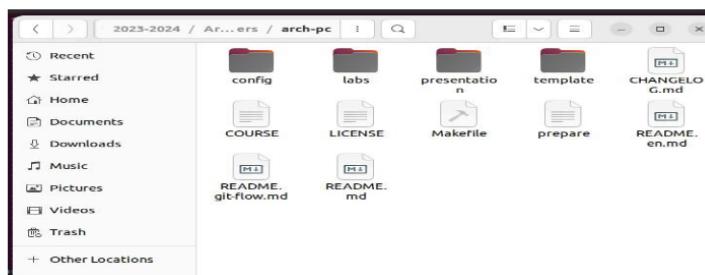 2023-2024 / Ar...ers / arch-pc
Recent
Starred
Home
Documents
Downloads
Music
Pictures
Videos
Trash
+ Other Locations
config
labs
presentatio
n
template
CHANGELO
G.md
COURSE
LICENSE
Makefile
prepare
README.
en.md
README.
git-flow.md
README.
md